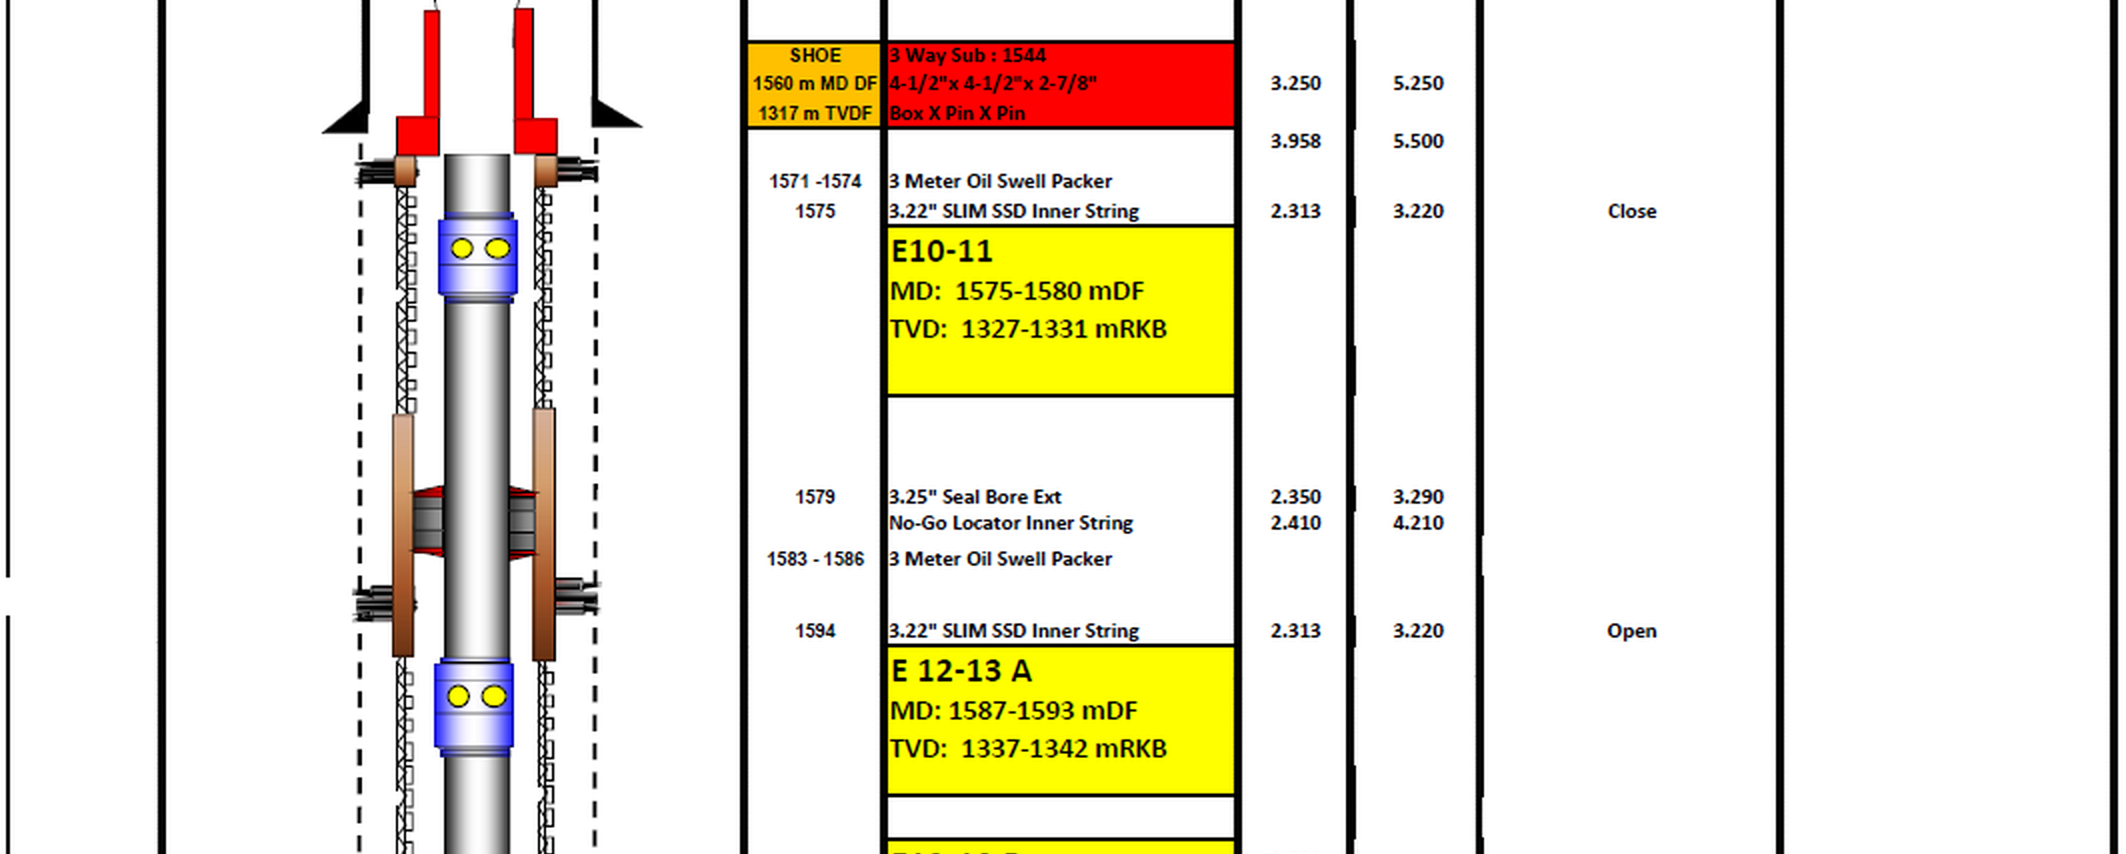 SHOE 3 Way Sub : 1544
1560 m MD DF 4-1/2"x 4-1/2"x 2-7/8" 3.250 5.250
1317 m TVDF Box X Pin X Pin
3.958 5.500
1571 -1574 3 Meter Oil Swell Packer
1575 3.22" SLIM SSD Inner String 2.313 3.220 Close
E10-11
MD: 1575-1580 mDF
TVD: 1327-1331 mRKB
1579 3.25" Seal Bore Ext 2.350 3.290
No-Go Locator Inner String 2.410 4.210
1583 - 1586 3 Meter Oil Swell Packer
1594 3.22" SLIM SSD Inner String 2.313 3.220 Open
E 12-13 A
MD: 1587-1593 mDF
TVD: 1337-1342 mRKB